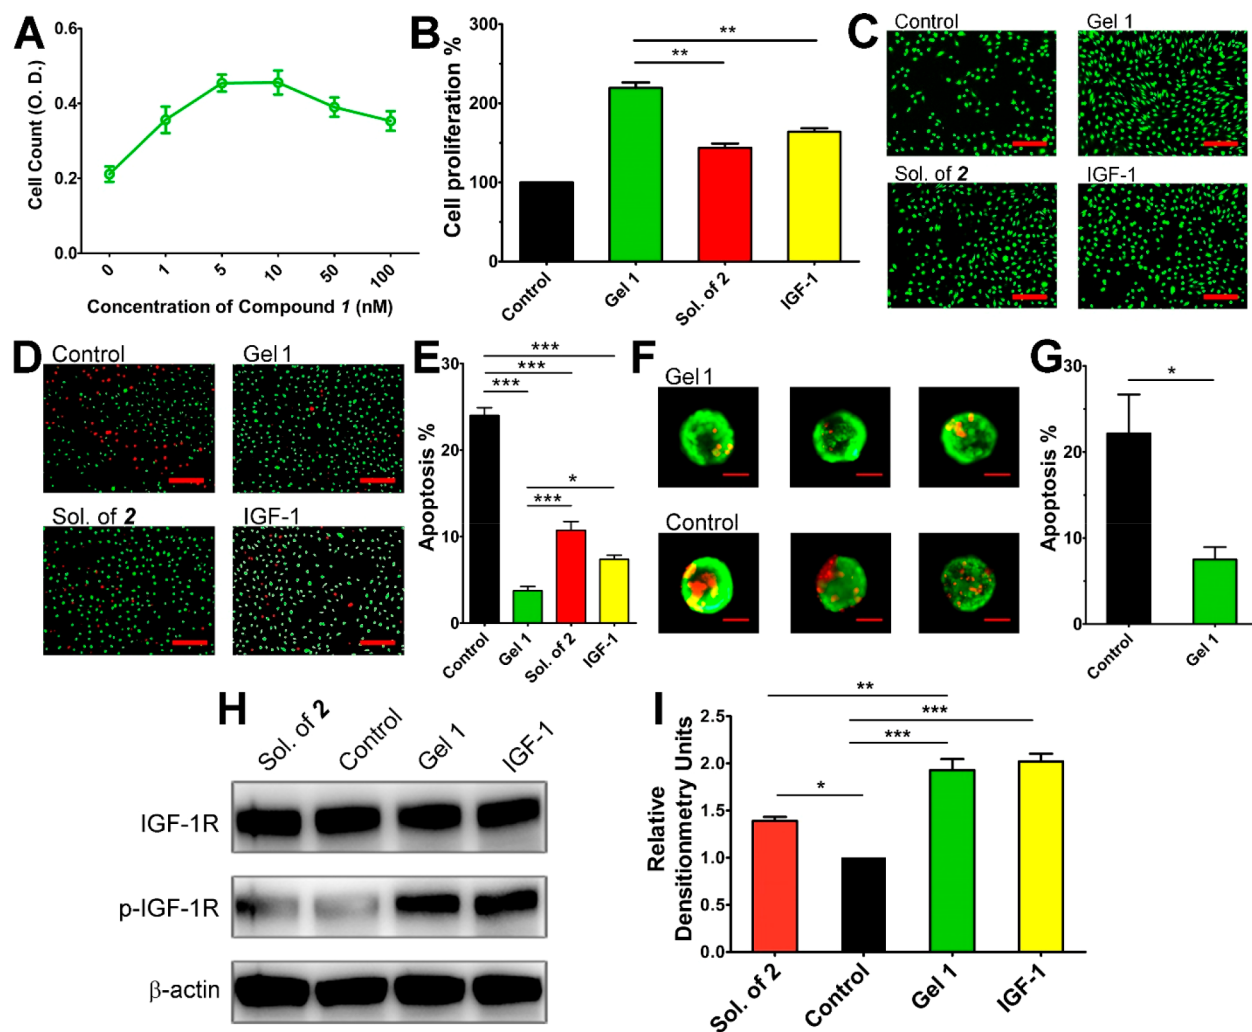 A
Cell Count (O. D.)
0.6
0.4
0.2
0.0
0 1 5 10 50 100
Concentration of Compound 1 (nM)
B
Cell proliferation %
300
250
200
150
100
50
0
**
**
Control
Gel 1
Sol. of 2
IGF-1
C
Control
Gel 1
Sol. of 2
IGF-1
D
Control
Gel 1
Sol. of 2
IGF-1
E
Apoptosis %
30
20
10
0
***
***
***
*
***
Control
Gel 1
Sol. of 2
IGF-1
F
Gel 1
Control
G
Apoptosis %
30
20
10
0
*
Control
Gel 1
H
Sol. of 2
Control
Gel 1
IGF-1
IGF-1R
p-IGF-1R
β-actin
I
Relative
Densitionmetry Units
2.5
2.0
1.5
1.0
0.5
0.0
**
***
***
*
Sol. of 2
Control
Gel 1
IGF-1